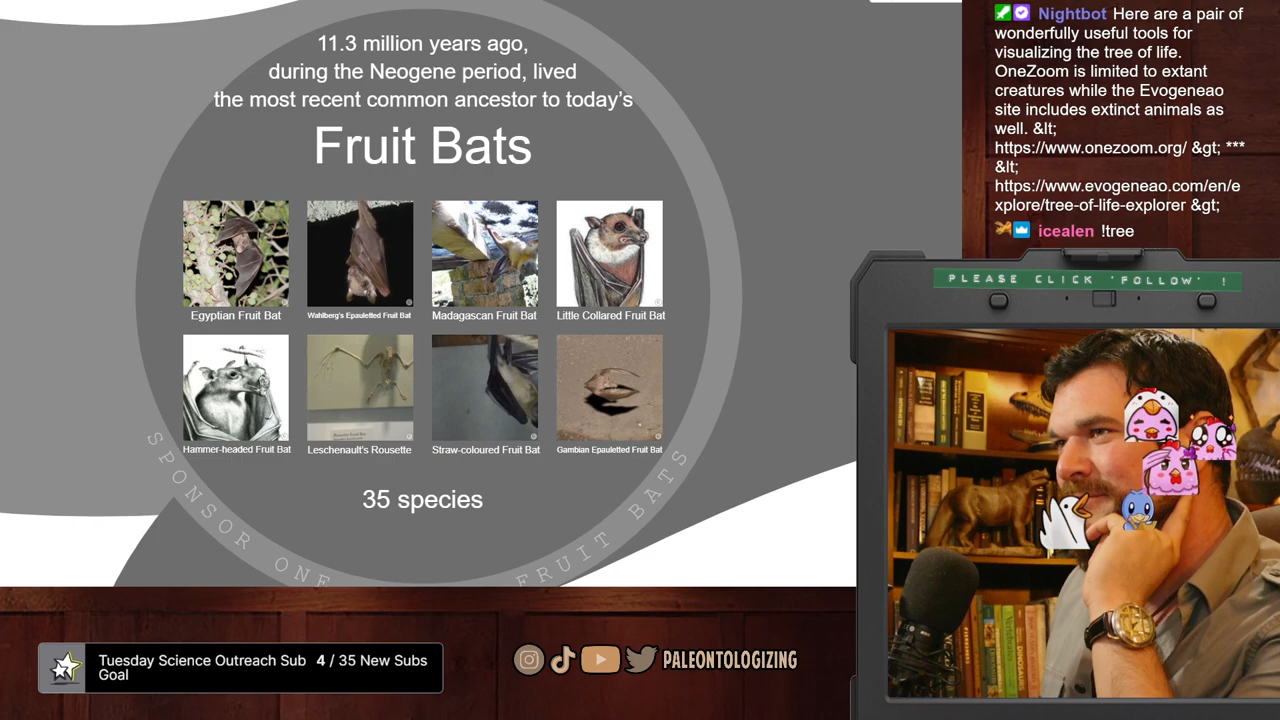 11.3 million years ago,
during the Neogene period, lived
the most recent common ancestor to today's
Fruit Bats
Egyptian Fruit Bat
Wahlberg's Epauletted Fruit Bat
Madagascan Fruit Bat
Little Collared Fruit Bat
Hammer-headed Fruit Bat
Leschenault's Rousette
Straw-coloured Fruit Bat
Gambian Epauletted Fruit Bat
35 species
SPONSOR ONE
FRUIT BATS
Nightbot Here are a pair of
wonderfully useful tools for
visualizing the tree of life.
OneZoom is limited to extant
creatures while the Evogeneao
site includes extinct animals as
well. &lt;
https://www.onezoom.org/ &gt; ***
&lt;
https://www.evogeneao.com/en/e
xplore/tree-of-life-explorer &gt;
icealen !tree
PLEASE CLICK 'FOLLOW' !
Tuesday Science Outreach Sub 4 / 35 New Subs
Goal
PALEONTOLOGIZING